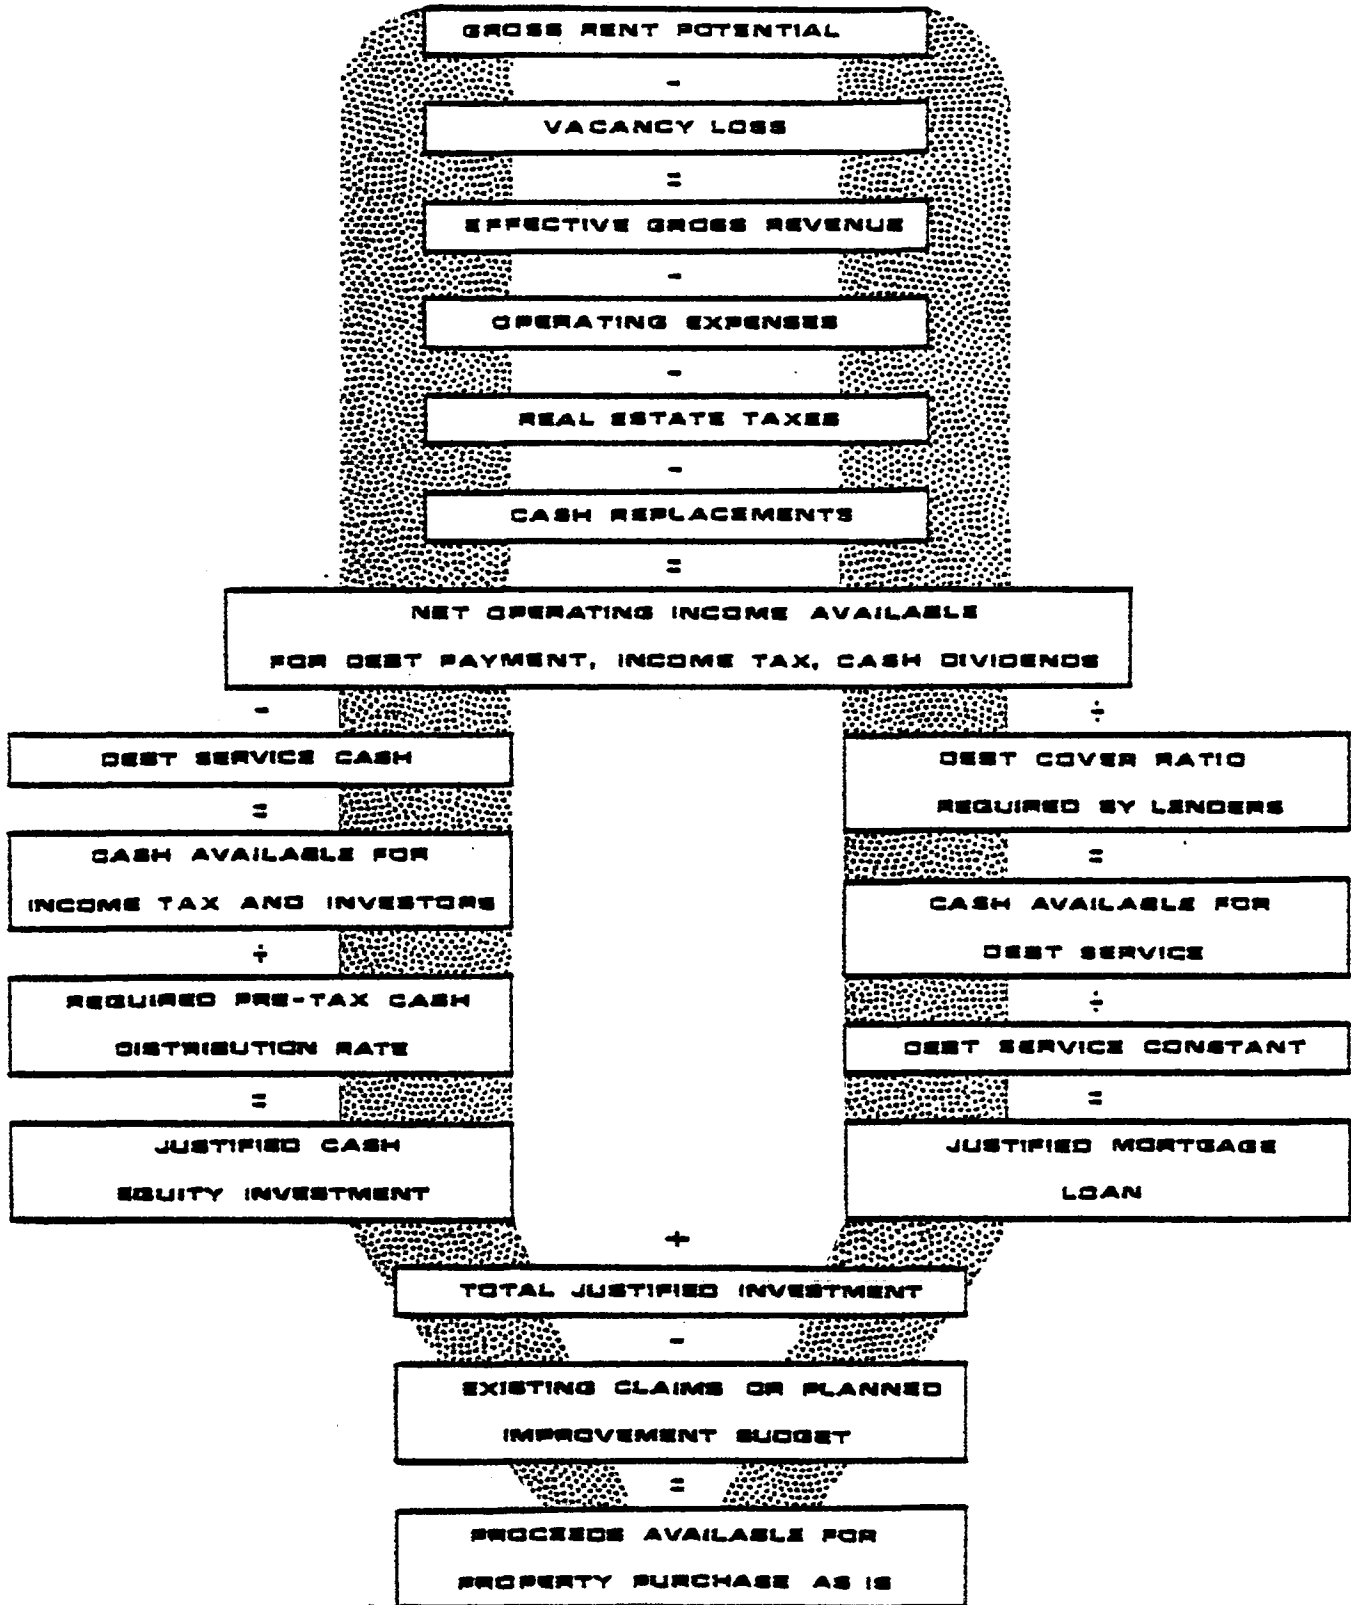 GROSS RENT POTENTIAL
-
VACANCY LOSS
=
EFFECTIVE GROSS REVENUE
-
OPERATING EXPENSES
-
REAL ESTATE TAXES
-
CASH REPLACEMENTS
=
NET OPERATING INCOME AVAILABLE
FOR DEBT PAYMENT, INCOME TAX, CASH DIVIDENDS
-
DEBT SERVICE CASH
=
CASH AVAILABLE FOR
INCOME TAX AND INVESTORS
÷
REQUIRED PRE-TAX CASH
DISTRIBUTION RATE
=
JUSTIFIED CASH
EQUITY INVESTMENT
÷
DEBT COVER RATIO
REQUIRED BY LENDERS
=
CASH AVAILABLE FOR
DEBT SERVICE
÷
DEBT SERVICE CONSTANT
=
JUSTIFIED MORTGAGE
LOAN
+
TOTAL JUSTIFIED INVESTMENT
-
EXISTING CLAIMS OR PLANNED
IMPROVEMENT BUDGET
=
PROCEEDS AVAILABLE FOR
PROPERTY PURCHASE AS IS